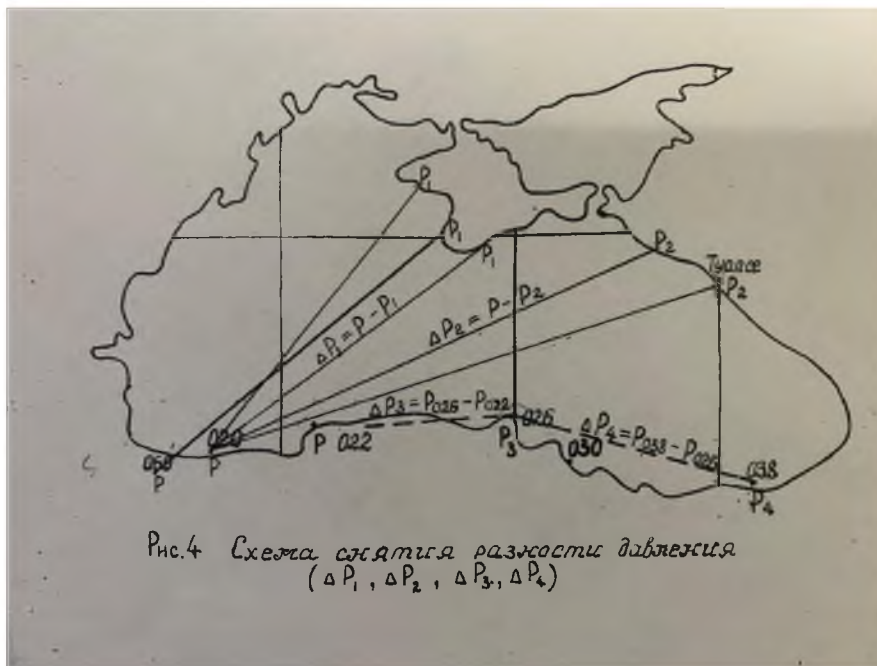 P₁
P₁
P₁
P₂
Туапсе
P₂
ΔP₁ = P - P₁
ΔP₂ = P - P₂
ΔP₃ = P026 - P022
026
ΔP₄ = P038 - P026
020
P
022
P₃
030
038
P
P
P₄
Рис.4 Схема снятия разности давления
(ΔP₁, ΔP₂, ΔP₃, ΔP₄)